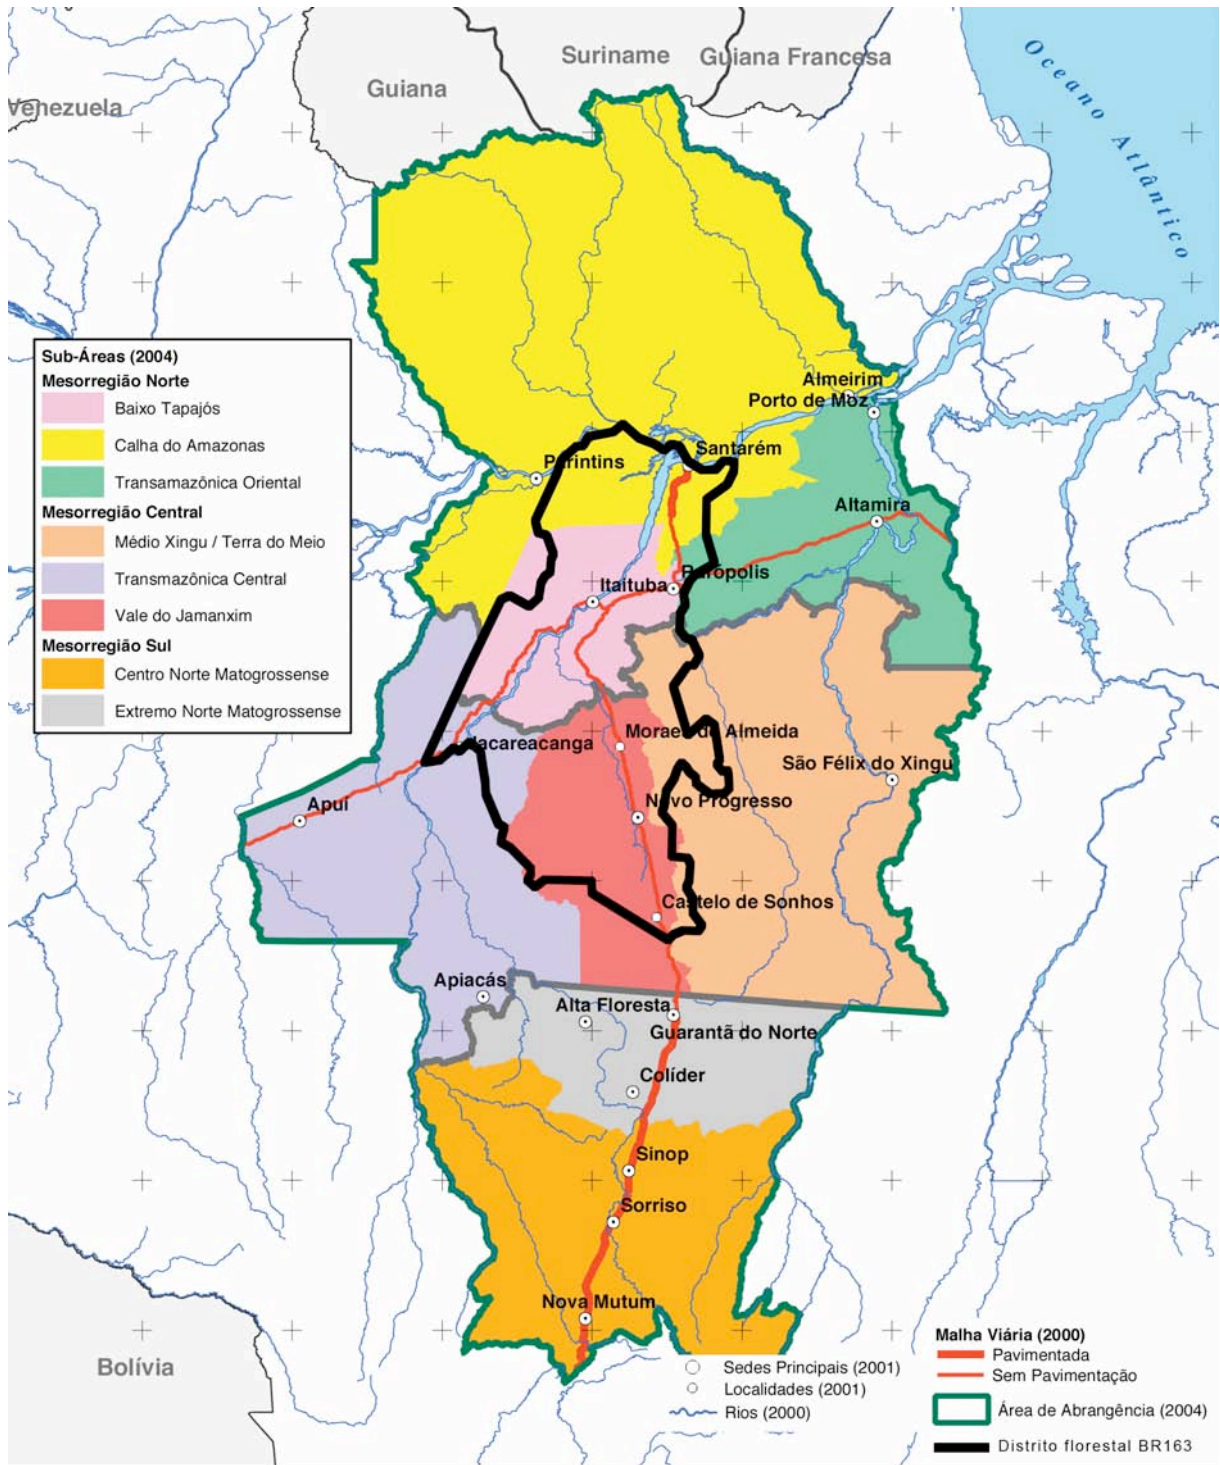 Suriname
Guiana Francesa
Guiana
Venezuela
Oceano Atlântico
Sub-Áreas (2004)
Mesorregião Norte
Baixo Tapajós
Calha do Amazonas
Transamazônica Oriental
Mesorregião Central
Médio Xingu / Terra do Meio
Transmazônica Central
Vale do Jamanxim
Mesorregião Sul
Centro Norte Matogrossense
Extremo Norte Matogrossense
Almeirim
Porto de Moz
Santarém
Parintins
Altamira
Rurópolis
Itaituba
Moraes de Almeida
Jacareacanga
São Félix do Xingu
Novo Progresso
Apuí
Castelo de Sonhos
Apiacás
Alta Floresta
Guarantã do Norte
Colíder
Sinop
Sorriso
Nova Mutum
Bolívia
Sedes Principais (2001)
Localidades (2001)
Rios (2000)
Malha Viária (2000)
Pavimentada
Sem Pavimentação
Área de Abrangência (2004)
Distrito florestal BR163